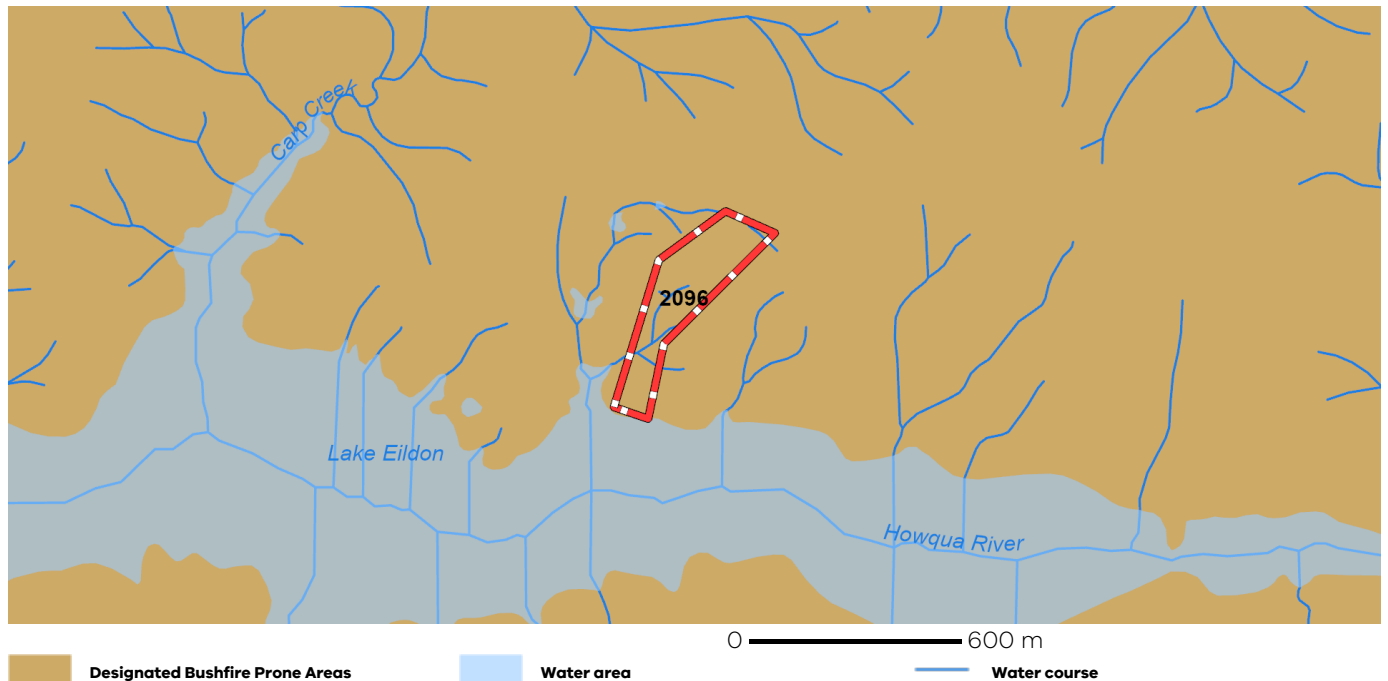 Carp Creek
2096
Lake Eildon
Howqua River
0 600 m
Designated Bushfire Prone Areas Water area Water course